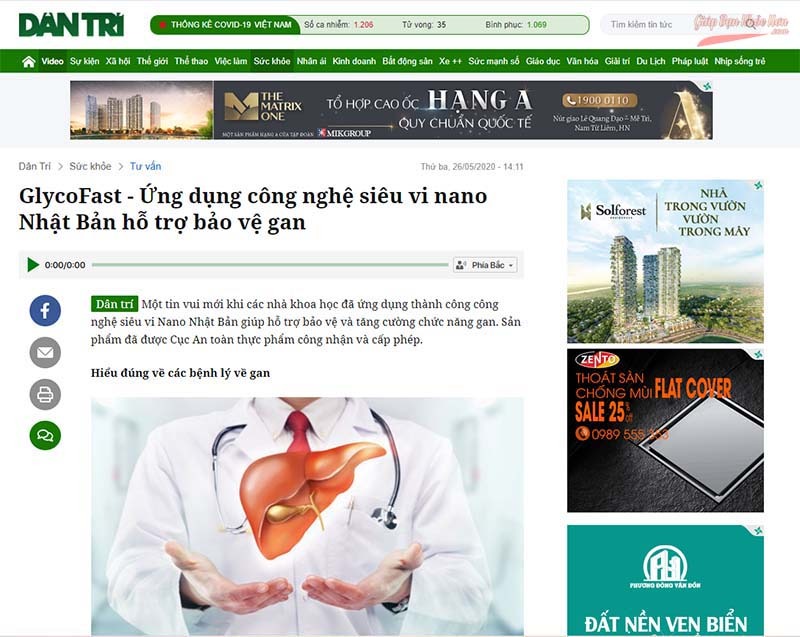 DÂN TRÍ
THỐNG KÊ COVID-19 VIỆT NAM
Số ca nhiễm: 1.206
Tử vong: 35
Bình phục: 1.069
Tìm kiếm tin tức
Giúp Bạn Khỏe Hơn
.com
Video Sự kiện Xã hội Thế giới Thể thao Việc làm Sức khỏe Nhân ái Kinh doanh Bất động sản Xe ++ Sức mạnh số Giáo dục Văn hóa Giải trí Du Lịch Pháp luật Nhịp sống trẻ
THE MATRIX ONE
MỘT SẢN PHẨM HẠNG A CỦA TẬP ĐOÀN MIKGROUP
TỔ HỢP CAO ỐC HẠNG A
QUY CHUẨN QUỐC TẾ
1900 0110
Nút giao Lê Quang Đạo - Mễ Trì,
Nam Từ Liêm, HN
Dân Trí > Sức khỏe > Tư vấn
Thứ ba, 26/05/2020 - 14:11
GlycoFast - Ứng dụng công nghệ siêu vi nano
Nhật Bản hỗ trợ bảo vệ gan
0:00/0:00
Phía Bắc
Dân trí Một tin vui mới khi các nhà khoa học đã ứng dụng thành công công
nghệ siêu vi Nano Nhật Bản giúp hỗ trợ bảo vệ và tăng cường chức năng gan. Sản
phẩm đã được Cục An toàn thực phẩm công nhận và cấp phép.
Hiểu đúng về các bệnh lý về gan
Solforest
NHÀ
TRONG VƯỜN
VƯỜN
TRONG MÂY
ZENTO
THOÁT SÀN
CHỐNG MÙI FLAT COVER
SALE 25%
0989 555 353
PHƯƠNG ĐÔNG VÂN ĐỒN
ĐẤT NỀN VEN BIỂN